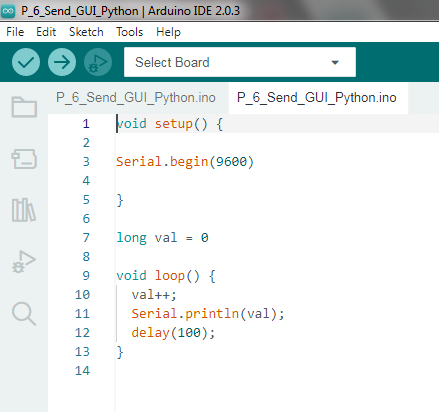 P_6_Send_GUI_Python | Arduino IDE 2.0.3
File Edit Sketch Tools Help
Select Board
P_6_Send_GUI_Python.ino P_6_Send_GUI_Python.ino
1 void setup() {
2
3 Serial.begin(9600)
4
5 }
6
7 long val = 0
8
9 void loop() {
10 val++;
11 Serial.println(val);
12 delay(100);
13 }
14